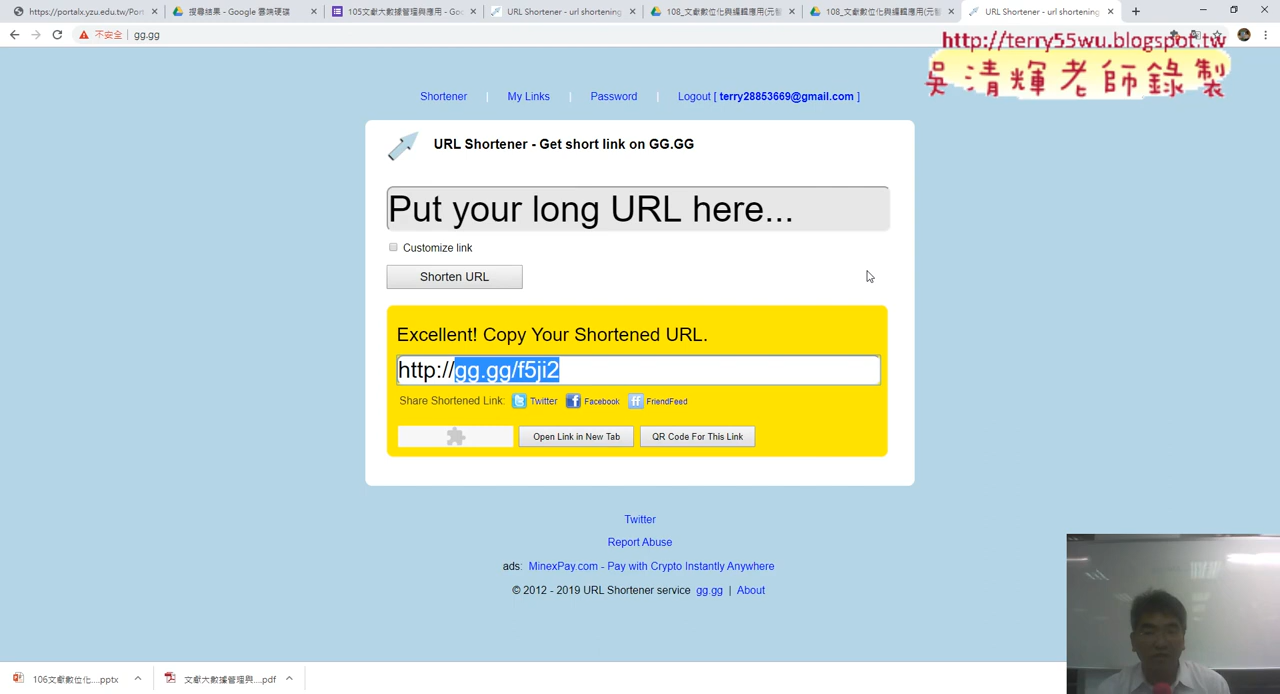 https://portalx.yzu.edu.tw/Port
搜尋結果 - Google 雲端硬碟
105文獻大數據管理與應用 - Goo
URL Shortener - url shortening
108_文獻數位化與編輯應用(元智
108_文獻數位化與編輯應用(元智
URL Shortener - url shortening
不安全 | gg.gg
http://terry55wu.blogspot.tw
吳清輝老師錄製
Shortener | My Links | Password | Logout [ terry28853669@gmail.com ]
URL Shortener - Get short link on GG.GG
Put your long URL here...
Customize link
Shorten URL
Excellent! Copy Your Shortened URL.
http://gg.gg/f5ji2
Share Shortened Link: Twitter Facebook FriendFeed
Open Link in New Tab
QR Code For This Link
Twitter
Report Abuse
ads: MinexPay.com - Pay with Crypto Instantly Anywhere
© 2012 - 2019 URL Shortener service gg.gg | About
106文獻數位化....pptx
文獻大數據管理與....pdf